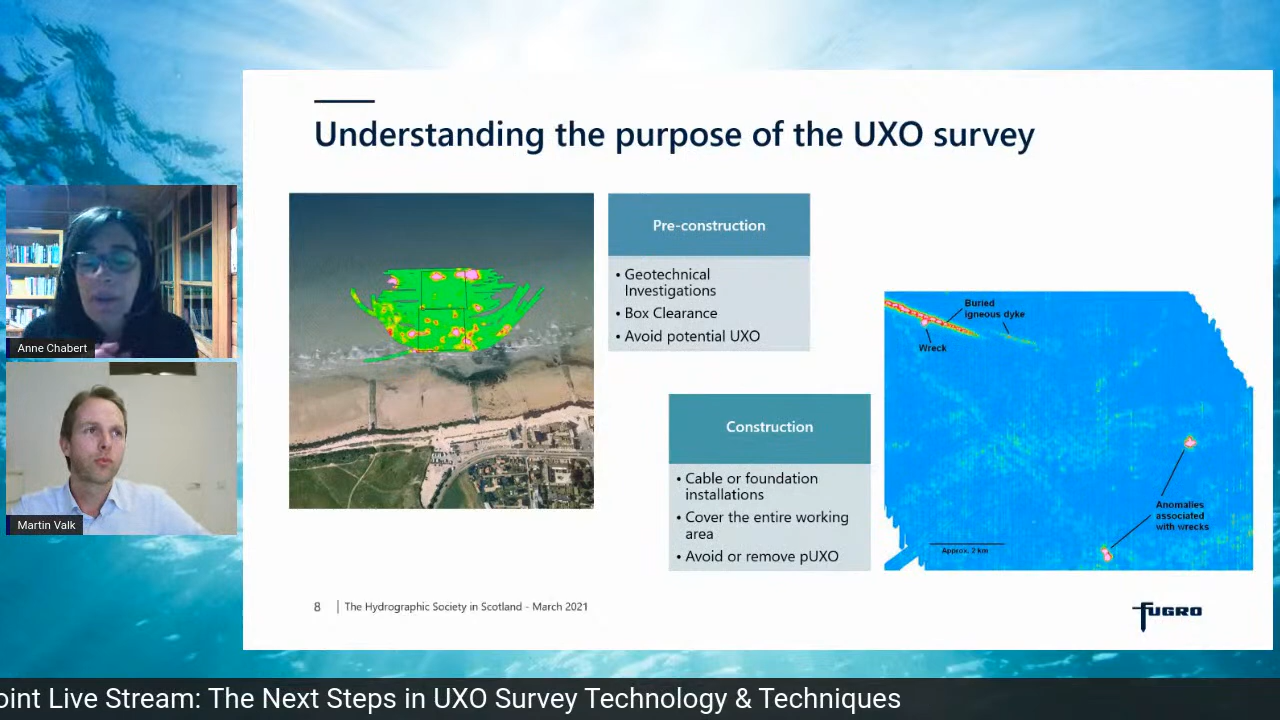 Understanding the purpose of the UXO survey
Pre-construction
• Geotechnical
Investigations
• Box Clearance
• Avoid potential UXO
Construction
• Cable or foundation
installations
• Cover the entire working
area
• Avoid or remove pUXO
Buried
igneous dyke
Wreck
Anomalies
associated
with wrecks
Approx. 2 km
8 | The Hydrographic Society in Scotland - March 2021
FUGRO
Anne Chabert
Martin Valk
oint Live Stream: The Next Steps in UXO Survey Technology & Techniques